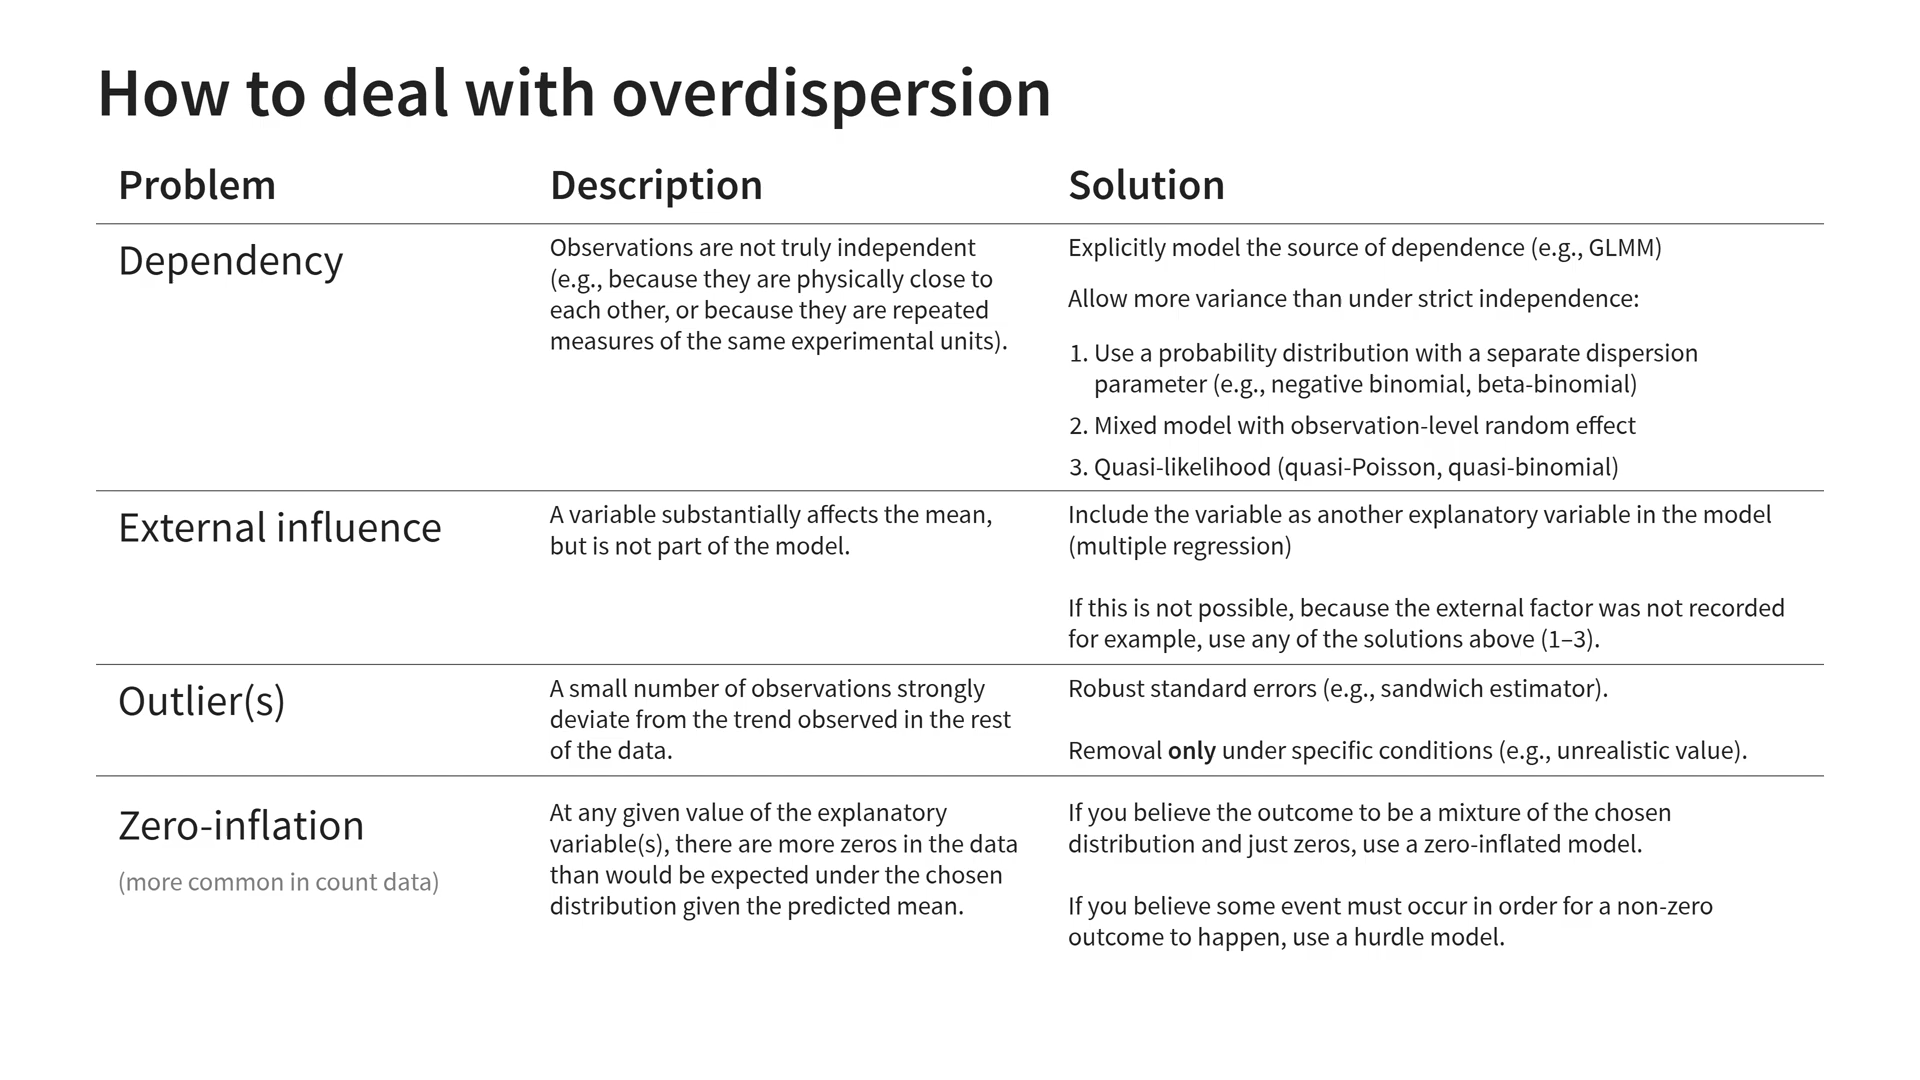 How to deal with overdispersion
Problem
Description
Solution
Dependency
Observations are not truly independent
(e.g., because they are physically close to
each other, or because they are repeated
measures of the same experimental units).
Explicitly model the source of dependence (e.g., GLMM)
Allow more variance than under strict independence:
1. Use a probability distribution with a separate dispersion
parameter (e.g., negative binomial, beta-binomial)
2. Mixed model with observation-level random effect
3. Quasi-likelihood (quasi-Poisson, quasi-binomial)
External influence
A variable substantially affects the mean,
but is not part of the model.
Include the variable as another explanatory variable in the model
(multiple regression)
If this is not possible, because the external factor was not recorded
for example, use any of the solutions above (1–3).
Outlier(s)
A small number of observations strongly
deviate from the trend observed in the rest
of the data.
Robust standard errors (e.g., sandwich estimator).
Removal only under specific conditions (e.g., unrealistic value).
Zero-inflation
(more common in count data)
At any given value of the explanatory
variable(s), there are more zeros in the data
than would be expected under the chosen
distribution given the predicted mean.
If you believe the outcome to be a mixture of the chosen
distribution and just zeros, use a zero-inflated model.
If you believe some event must occur in order for a non-zero
outcome to happen, use a hurdle model.